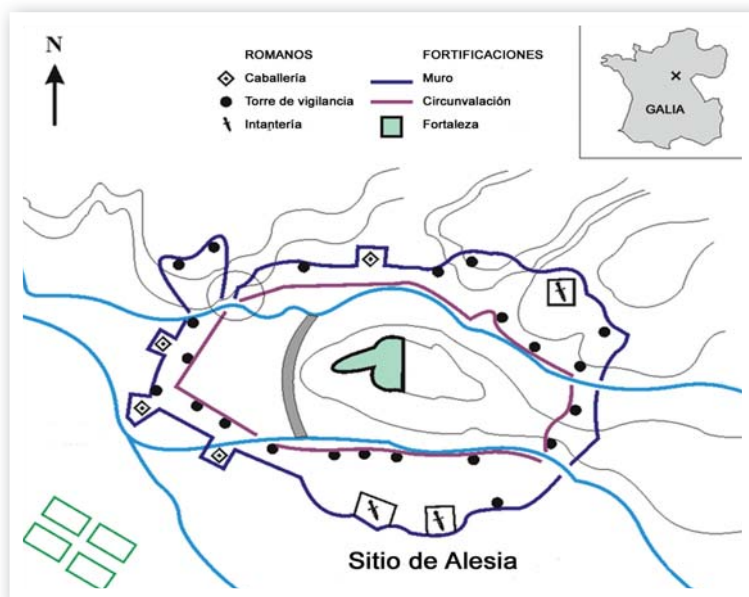 N
ROMANOS
Caballería
Torre de vigilancia
Intantería
FORTIFICACIONES
Muro
Circunvalación
Fortaleza
GALIA
Sitio de Alesia